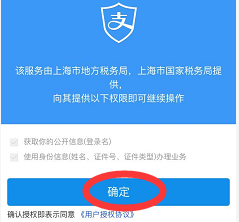 该服务由上海市地方税务局，上海市国家税务局提
供，
向其提供以下权限即可继续操作
获取你的公开信息(登录名)
使用身份信息(姓名、证件号、证件类型)办理业务
确定
确认授权即表示同意《用户授权协议》